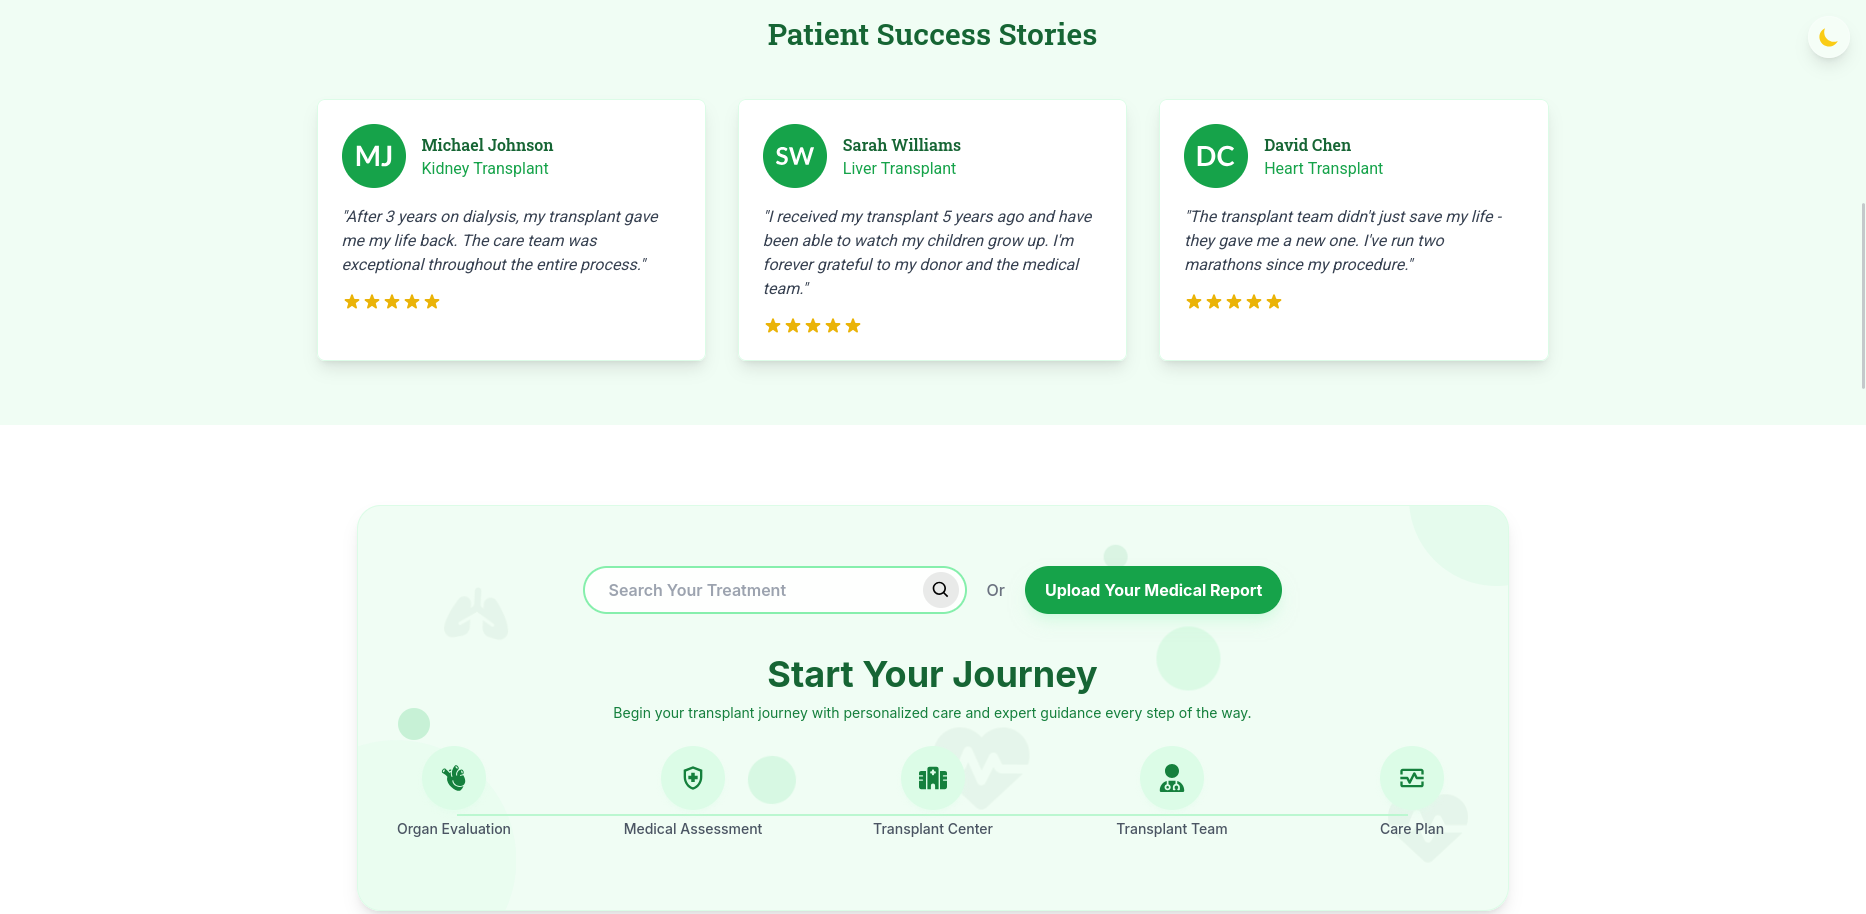 Patient Success Stories
MJ
Michael Johnson
Kidney Transplant
"After 3 years on dialysis, my transplant gave
me my life back. The care team was
exceptional throughout the entire process."
SW
Sarah Williams
Liver Transplant
"I received my transplant 5 years ago and have
been able to watch my children grow up. I'm
forever grateful to my donor and the medical
team."
DC
David Chen
Heart Transplant
"The transplant team didn't just save my life -
they gave me a new one. I've run two
marathons since my procedure."
Search Your Treatment
Or
Upload Your Medical Report
Start Your Journey
Begin your transplant journey with personalized care and expert guidance every step of the way.
Organ Evaluation
Medical Assessment
Transplant Center
Transplant Team
Care Plan